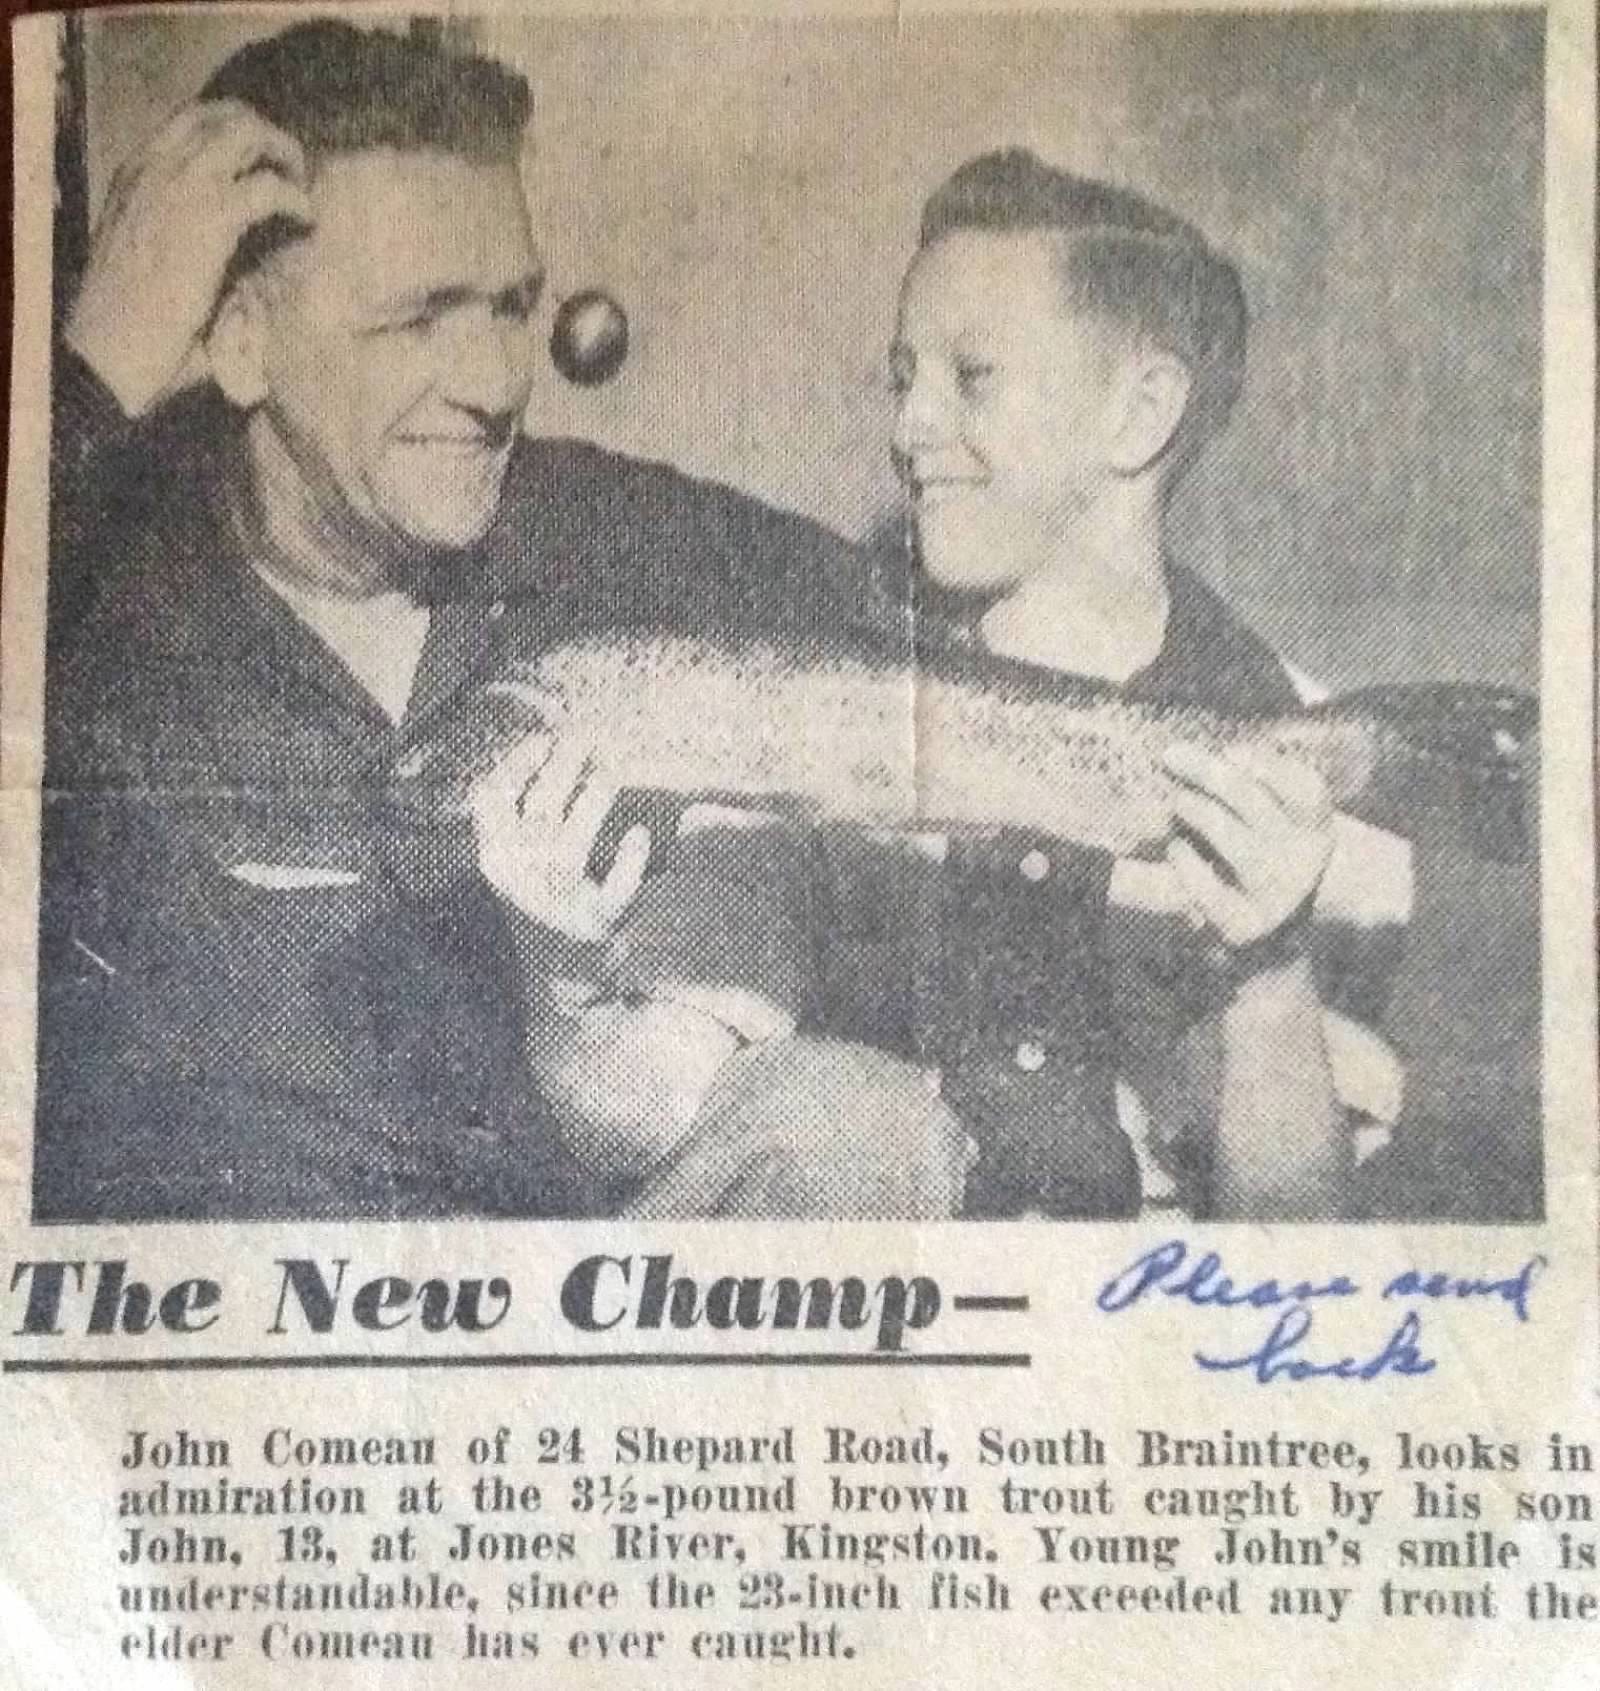 The New Champ—
Please send
back
John Comeau of 24 Shepard Road, South Braintree, looks in
admiration at the 3½-pound brown trout caught by his son
John, 13, at Jones River, Kingston. Young John's smile is
understandable, since the 23-inch fish exceeded any trout the
elder Comeau has ever caught.